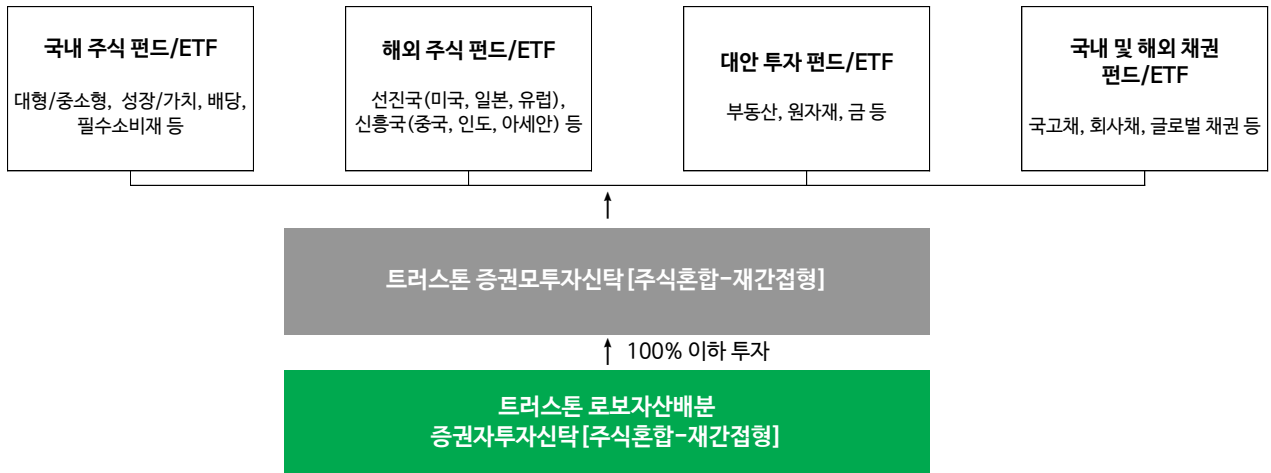 국내 주식 펀드/ETF
대형/중소형, 성장/가치, 배당,
필수소비재 등
해외 주식 펀드/ETF
선진국(미국, 일본, 유럽),
신흥국(중국, 인도, 아세안) 등
대안 투자 펀드/ETF
부동산, 원자재, 금 등
국내 및 해외 채권
펀드/ETF
국고채, 회사채, 글로벌 채권 등
트러스톤 증권모투자신탁[주식혼합-재간접형]
100% 이하 투자
트러스톤 로보자산배분
증권자투자신탁[주식혼합-재간접형]